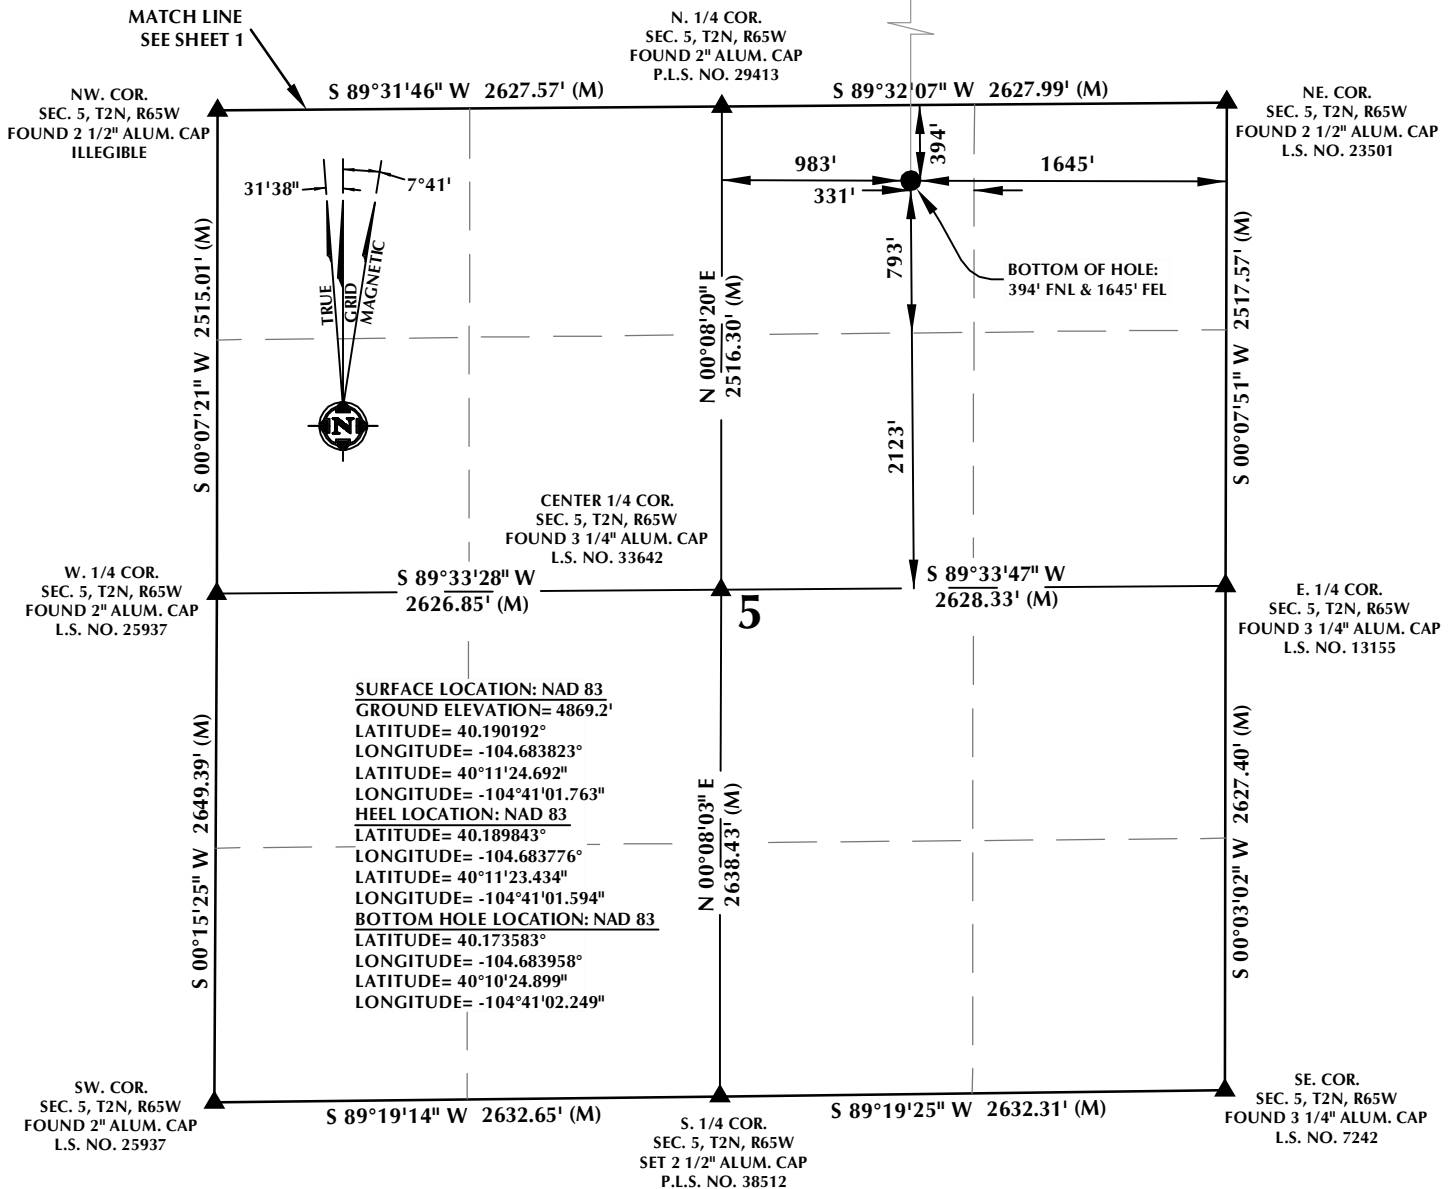 MATCH LINE
SEE SHEET 1
N. 1/4 COR.
SEC. 5, T2N, R65W
FOUND 2" ALUM. CAP
P.L.S. NO. 29413
NW. COR.
SEC. 5, T2N, R65W
FOUND 2 1/2" ALUM. CAP
ILLEGIBLE
S 89°31'46" W 2627.57' (M)
S 89°32'07" W 2627.99' (M)
NE. COR.
SEC. 5, T2N, R65W
FOUND 2 1/2" ALUM. CAP
L.S. NO. 23501
394'
983'
1645'
331'
31'38"
7°41'
TRUE
GRID
MAGNETIC
N
793'
BOTTOM OF HOLE:
394' FNL & 1645' FEL
S 00°07'21" W 2515.01' (M)
N 00°08'20" E
2516.30' (M)
S 00°07'51" W 2517.57' (M)
2123'
CENTER 1/4 COR.
SEC. 5, T2N, R65W
FOUND 3 1/4" ALUM. CAP
L.S. NO. 33642
W. 1/4 COR.
SEC. 5, T2N, R65W
FOUND 2" ALUM. CAP
L.S. NO. 25937
S 89°33'28" W
2626.85' (M)
S 89°33'47" W
2628.33' (M)
5
E. 1/4 COR.
SEC. 5, T2N, R65W
FOUND 3 1/4" ALUM. CAP
L.S. NO. 13155
SURFACE LOCATION: NAD 83
GROUND ELEVATION= 4869.2'
LATITUDE= 40.190192°
LONGITUDE= -104.683823°
LATITUDE= 40°11'24.692"
LONGITUDE= -104°41'01.763"
HEEL LOCATION: NAD 83
LATITUDE= 40.189843°
LONGITUDE= -104.683776°
LATITUDE= 40°11'23.434"
LONGITUDE= -104°41'01.594"
BOTTOM HOLE LOCATION: NAD 83
LATITUDE= 40.173583°
LONGITUDE= -104.683958°
LATITUDE= 40°10'24.899"
LONGITUDE= -104°41'02.249"
S 00°15'25" W 2649.39' (M)
N 00°08'03" E
2638.43' (M)
S 00°03'02" W 2627.40' (M)
SW. COR.
SEC. 5, T2N, R65W
FOUND 2" ALUM. CAP
L.S. NO. 25937
S 89°19'14" W 2632.65' (M)
S 89°19'25" W 2632.31' (M)
S. 1/4 COR.
SEC. 5, T2N, R65W
SET 2 1/2" ALUM. CAP
P.L.S. NO. 38512
SE. COR.
SEC. 5, T2N, R65W
FOUND 3 1/4" ALUM. CAP
L.S. NO. 7242